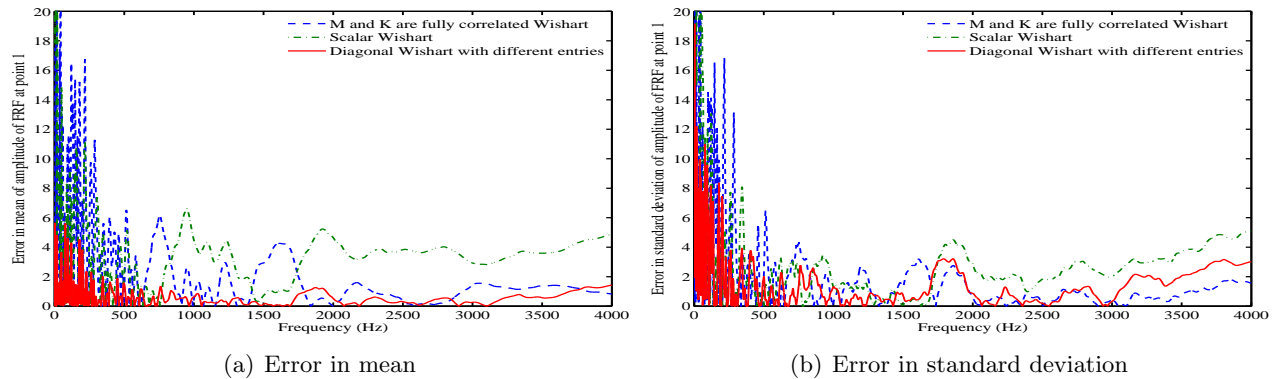 Error in mean of amplitude of FRF at point 1
20
18
16
14
12
10
8
6
4
2
0
M and K are fully correlated Wishart
Scalar Wishart
Diagonal Wishart with different entries
0 500 1000 1500 2000 2500 3000 3500 4000
Frequency (Hz)
(a) Error in mean
Error in standard deviation of amplitude of FRF at point 1
20
18
16
14
12
10
8
6
4
2
0
M and K are fully correlated Wishart
Scalar Wishart
Diagonal Wishart with different entries
0 500 1000 1500 2000 2500 3000 3500 4000
Frequency (Hz)
(b) Error in standard deviation